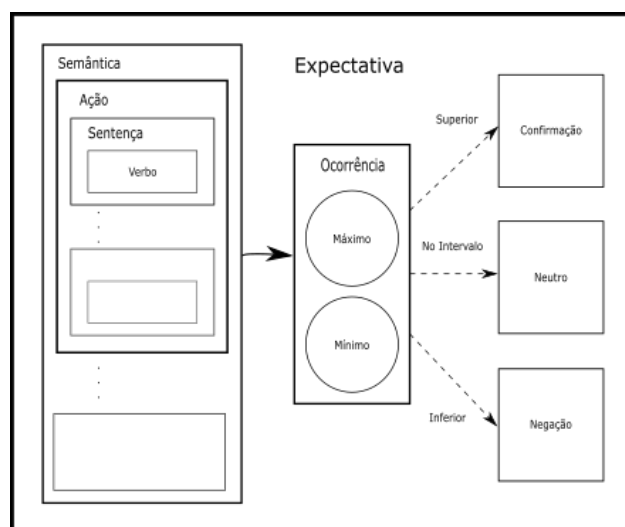 Semântica
Expectativa
Ação
Sentença
Verbo
Superior
Confirmação
Ocorrência
Máximo
No Intervalo
Neutro
Mínimo
Inferior
Negação